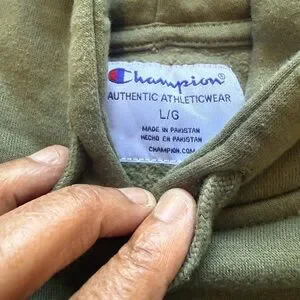 Champion
AUTHENTIC ATHLETICWEAR
L/G
MADE IN PAKISTAN
HECHO EN PAKISTAN
CHAMPION.COM